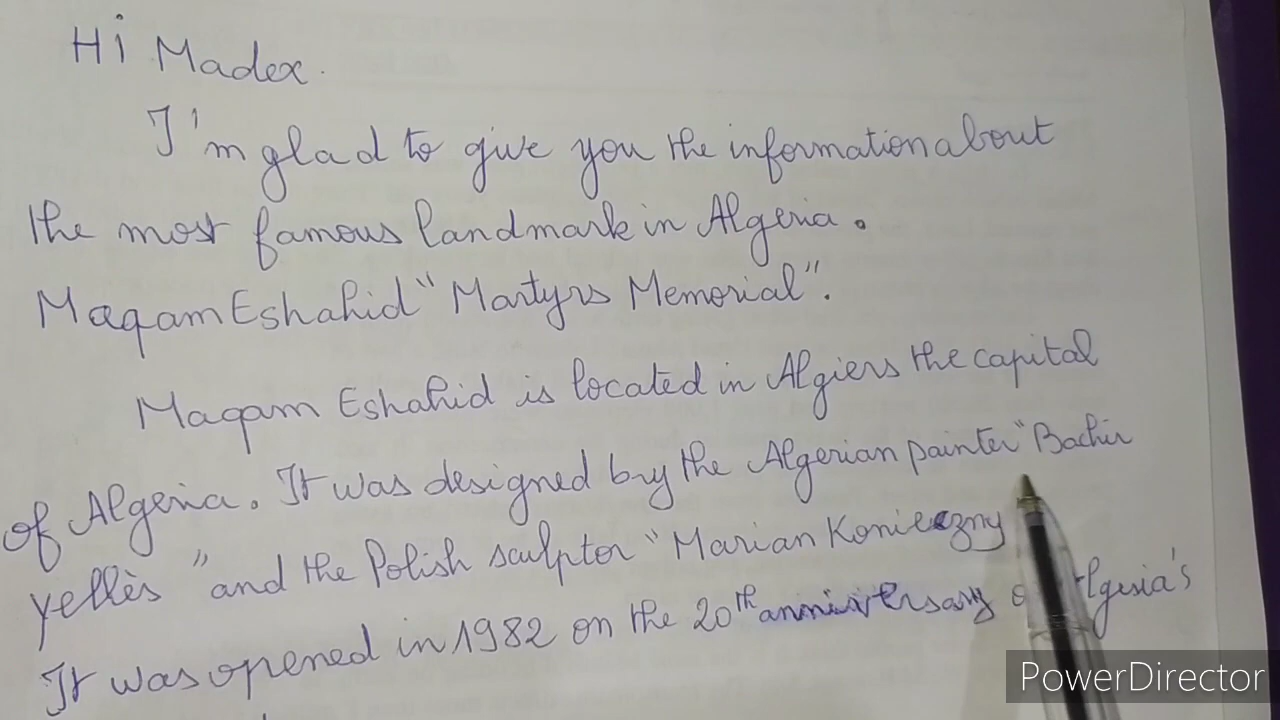 Hi Madex.
I'm glad to give you the information about
the most famous landmark in Algeria.
Maqam Eshahid "Martyrs Memorial".
Maqam Eshahid is located in Algiers the capital
of Algeria. It was designed by the Algerian painter "Bachir
Yellès" and the Polish sculptor "Marian Konieczny
It was opened in 1982 on the 20th anniversary Algeria's
PowerDirector